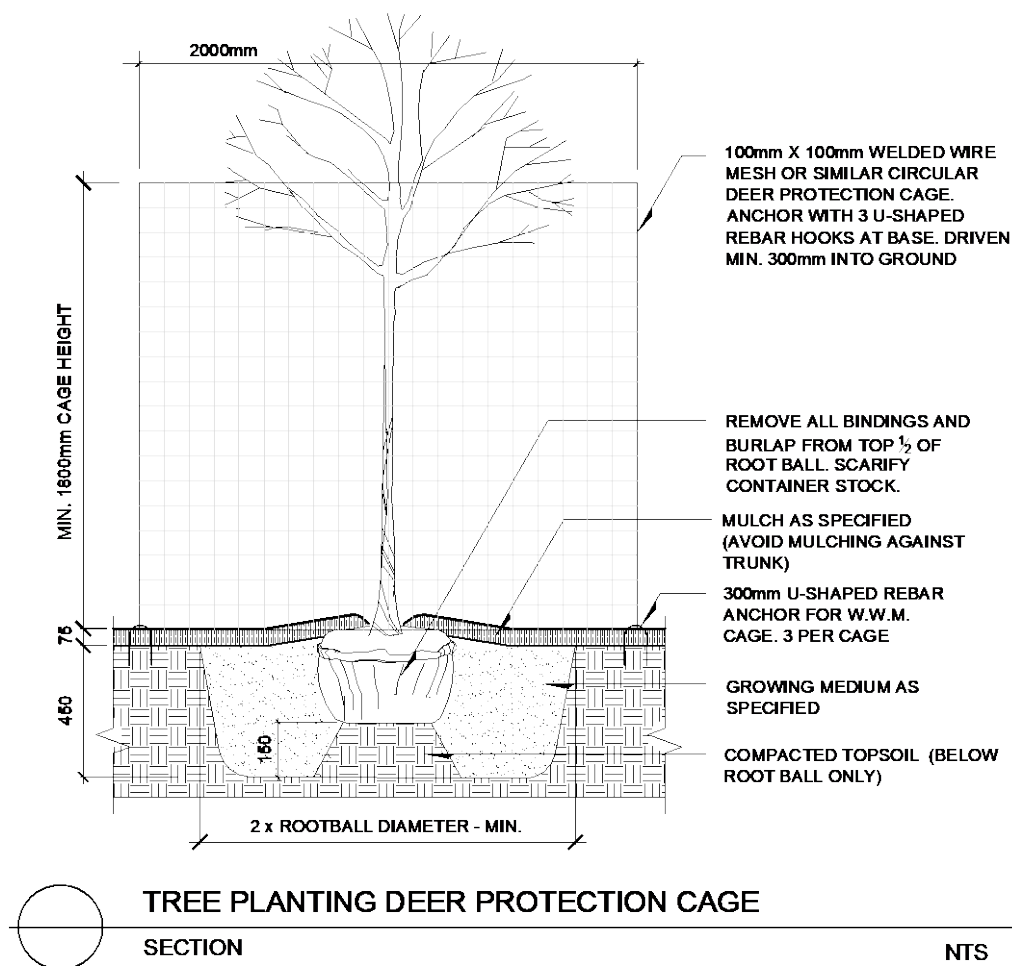 2000mm
100mm X 100mm WELDED WIRE
MESH OR SIMILAR CIRCULAR
DEER PROTECTION CAGE.
ANCHOR WITH 3 U-SHAPED
REBAR HOOKS AT BASE. DRIVEN
MIN. 300mm INTO GROUND
MIN. 1800mm CAGE HEIGHT
REMOVE ALL BINDINGS AND
BURLAP FROM TOP ½ OF
ROOT BALL. SCARIFY
CONTAINER STOCK.
MULCH AS SPECIFIED
(AVOID MULCHING AGAINST
TRUNK)
300mm U-SHAPED REBAR
ANCHOR FOR W.W.M.
CAGE. 3 PER CAGE
75
450
150
GROWING MEDIUM AS
SPECIFIED
COMPACTED TOPSOIL (BELOW
ROOT BALL ONLY)
2 x ROOTBALL DIAMETER - MIN.
TREE PLANTING DEER PROTECTION CAGE
SECTION
NTS